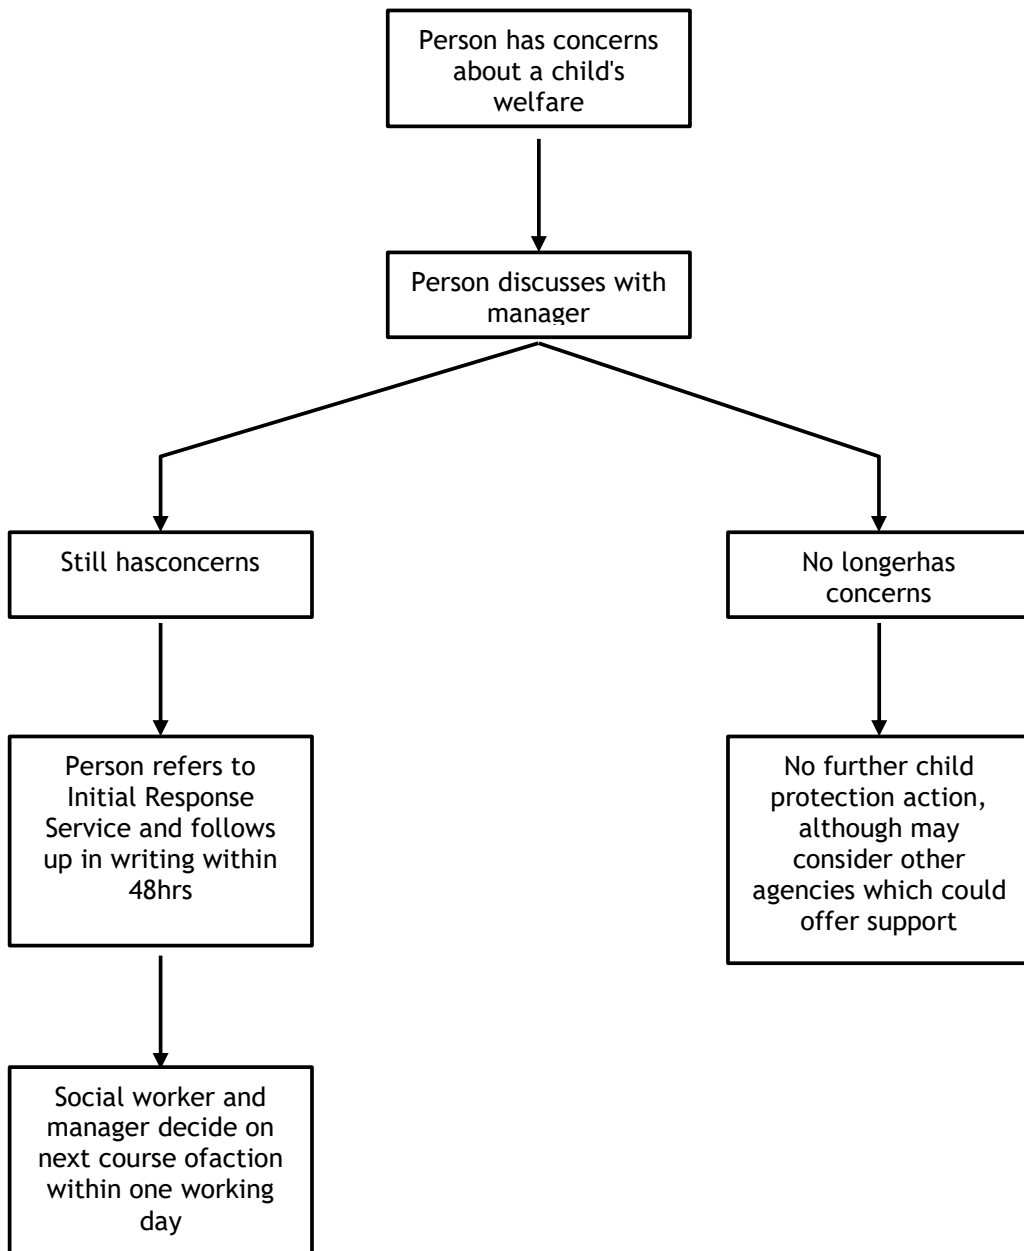 Person has concerns
about a child's
welfare
Person discusses with
manager
Still hasconcerns
No longerhas
concerns
Person refers to
Initial Response
Service and follows
up in writing within
48hrs
No further child
protection action,
although may
consider other
agencies which could
offer support
Social worker and
manager decide on
next course ofaction
within one working
day